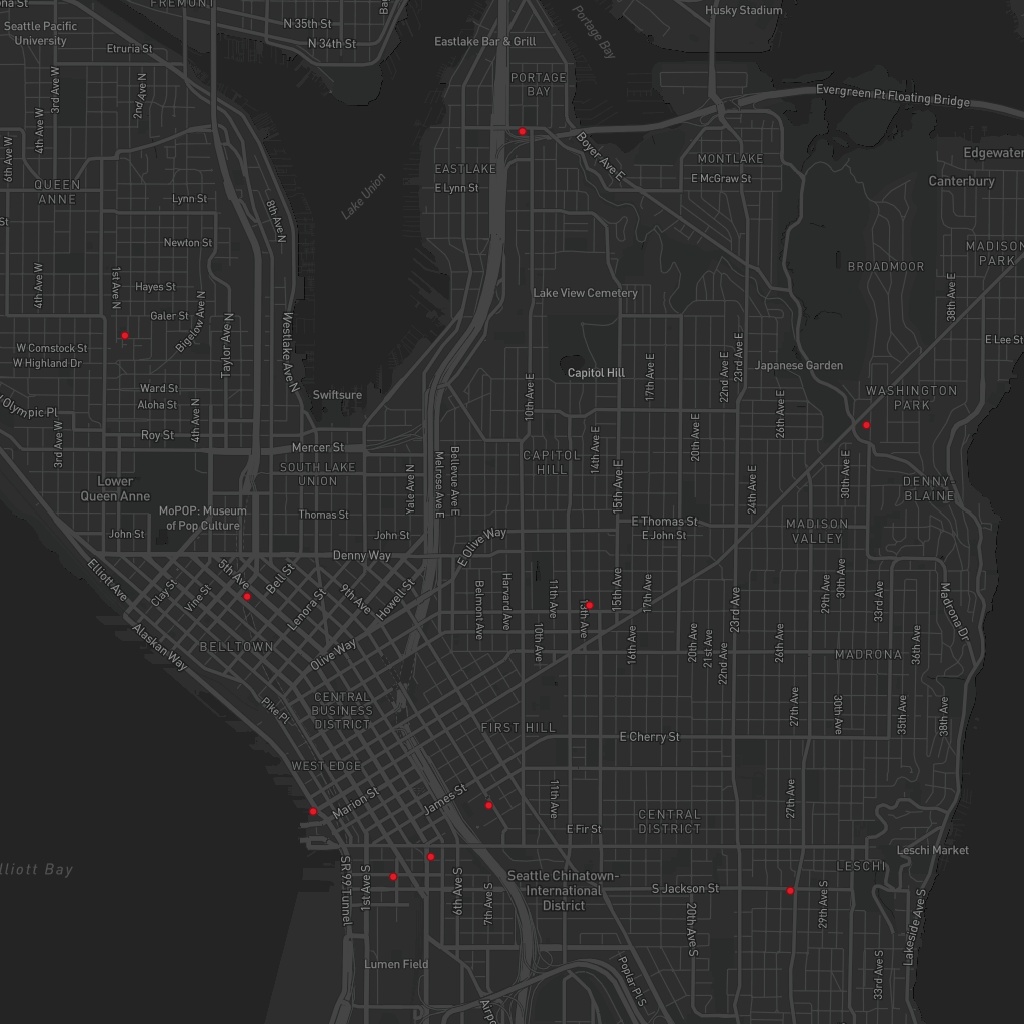 FREMONT
Seattle Pacific
University
Etruria St
N 35th St
N 34th St
Eastlake Bar & Grill
Portage Bay
Husky Stadium
PORTAGE
BAY
Evergreen Pt Floating Bridge
3rd Ave W
2nd Ave N
4th Ave W
6th Ave W
QUEEN
ANNE
Lynn St
8th Ave N
Lake Union
EASTLAKE
E Lynn St
Boyer Ave E
MONTLAKE
E McGraw St
Edgewater
Canterbury
Newton St
BROADMOOR
MADISON
PARK
4th Ave W
1st Ave N
Hayes St
Galer St
Bigelow Ave N
Taylor Ave N
Westlake Ave N
Lake View Cemetery
38th Ave E
E Lee St
W Comstock St
W Highland Dr
Capitol Hill
17th Ave E
22nd Ave E
23rd Ave E
Japanese Garden
Ward St
Aloha St
4th Ave N
Swiftsure
10th Ave E
WASHINGTON
PARK
26th Ave E
Olympic Pl
3rd Ave W
Roy St
Mercer St
SOUTH LAKE
UNION
Yale Ave N
Melrose Ave E
Bellevue Ave E
CAPITOL
HILL
14th Ave E
15th Ave E
20th Ave E
24th Ave E
30th Ave E
DENNY
BLAINE
Lower
Queen Anne
MoPOP: Museum
of Pop Culture
Thomas St
John St
John St
Denny Way
E Olive Way
E Thomas St
E John St
MADISON
VALLEY
Elliott Ave
Clay St
Vine St
5th Ave
Bell St
Lenora St
9th Ave
Howell St
Belmont Ave
Harvard Ave
11th Ave
10th Ave
13th Ave
15th Ave
17th Ave
16th Ave
20th Ave
21st Ave
22nd Ave
23rd Ave
26th Ave
29th Ave
30th Ave
33rd Ave
36th Ave
Madrona Dr
Alaskan Way
BELLTOWN
Olive Way
MADRONA
Pike Pl
CENTRAL
BUSINESS
DISTRICT
FIRST HILL
E Cherry St
27th Ave
30th Ave
35th Ave
38th Ave
WEST EDGE
Marion St
James St
11th Ave
E Fir St
CENTRAL
DISTRICT
27th Ave
Leschi Market
LESCHI
lliott Bay
SR 99 Tunnel
1st Ave S
6th Ave S
7th Ave S
Seattle Chinatown-
International
District
S Jackson St
20th Ave S
29th Ave S
Lakeside Ave S
Lumen Field
Poplar Pl S
33rd Ave S